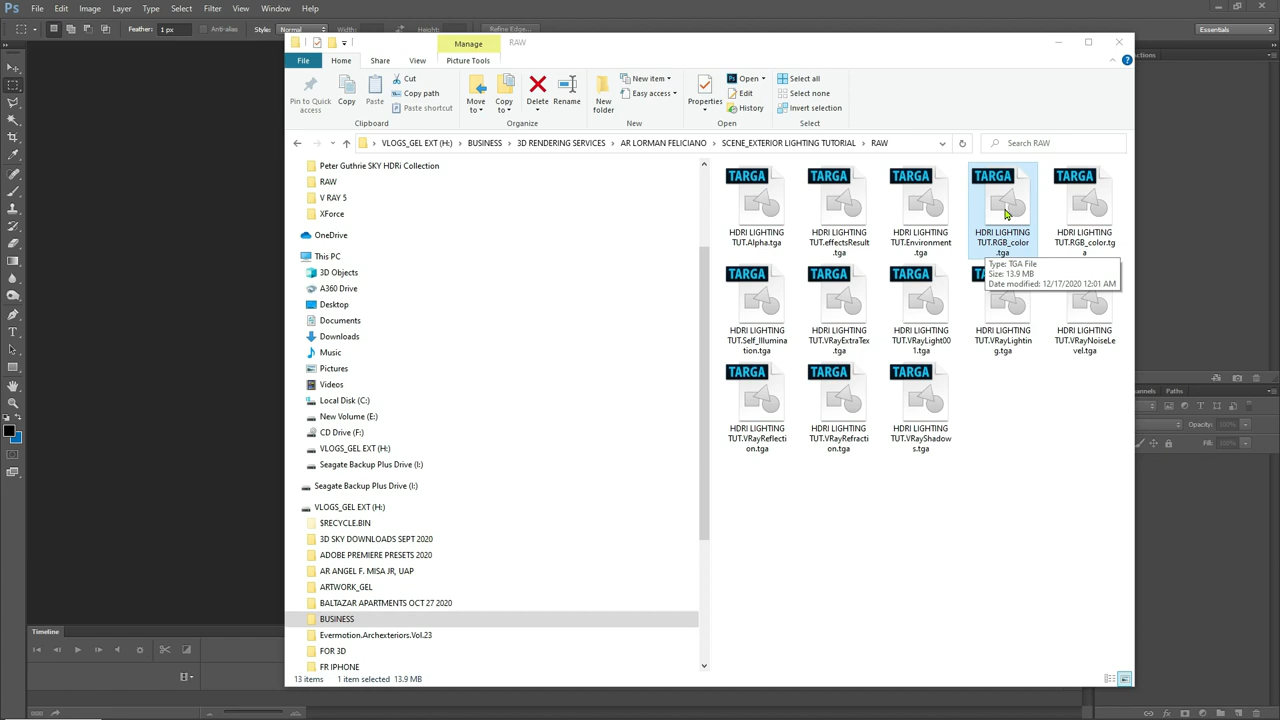 Ps File Edit Image Layer Type Select Filter View Window Help
Feather: 1 px Anti-alias Style: Normal Width: Height: Refine Edge... Essentials
Manage RAW
File Home Share View Picture Tools
Pin to Quick access
Copy
Paste
Cut
Copy path
Paste shortcut
Clipboard
Move to
Copy to
Delete
Rename
Organize
New folder
New item
Easy access
New
Properties
Open
Edit
History
Open
Select all
Select none
Invert selection
Select
VLOGS_GEL EXT (H:) > BUSINESS > 3D RENDERING SERVICES > AR LORMAN FELICIANO > SCENE_EXTERIOR LIGHTING TUTORIAL > RAW
Search RAW
Peter Guthrie SKY HDRi Collection
RAW
V RAY 5
XForce
OneDrive
This PC
3D Objects
A360 Drive
Desktop
Documents
Downloads
Music
Pictures
Videos
Local Disk (C:)
New Volume (E:)
CD Drive (F:)
VLOGS_GEL EXT (H:)
Seagate Backup Plus Drive (I:)
Seagate Backup Plus Drive (I:)
VLOGS_GEL EXT (H:)
$RECYCLE.BIN
3D SKY DOWNLOADS SEPT 2020
ADOBE PREMIERE PRESETS 2020
AR ANGEL F. MISA JR, UAP
ARTWORK_GEL
BALTAZAR APARTMENTS OCT 27 2020
BUSINESS
Evermotion.Archexteriors.Vol.23
FOR 3D
FR IPHONE
TARGA TARGA TARGA TARGA TARGA
HDRI LIGHTING TUT.Alpha.tga
HDRI LIGHTING TUT.effectsResult.tga
HDRI LIGHTING TUT.Environment.tga
HDRI LIGHTING TUT.RGB_color.tga
HDRI LIGHTING TUT.RGB_color.tga
Type: TGA File
Size: 13.9 MB
Date modified: 12/17/2020 12:01 AM
TARGA TARGA TARGA
HDRI LIGHTING TUT.Self_Illumination.tga
HDRI LIGHTING TUT.VRayExtraTex.tga
HDRI LIGHTING TUT.VRayLight001.tga
HDRI LIGHTING TUT.VRayLighting.tga
HDRI LIGHTING TUT.VRayNoiseLevel.tga
TARGA TARGA TARGA
HDRI LIGHTING TUT.VRayReflection.tga
HDRI LIGHTING TUT.VRayRefraction.tga
HDRI LIGHTING TUT.VRayShadows.tga
13 items 1 item selected 13.9 MB
Timeline
Paths
Opacity: 100%
Fill: 100%